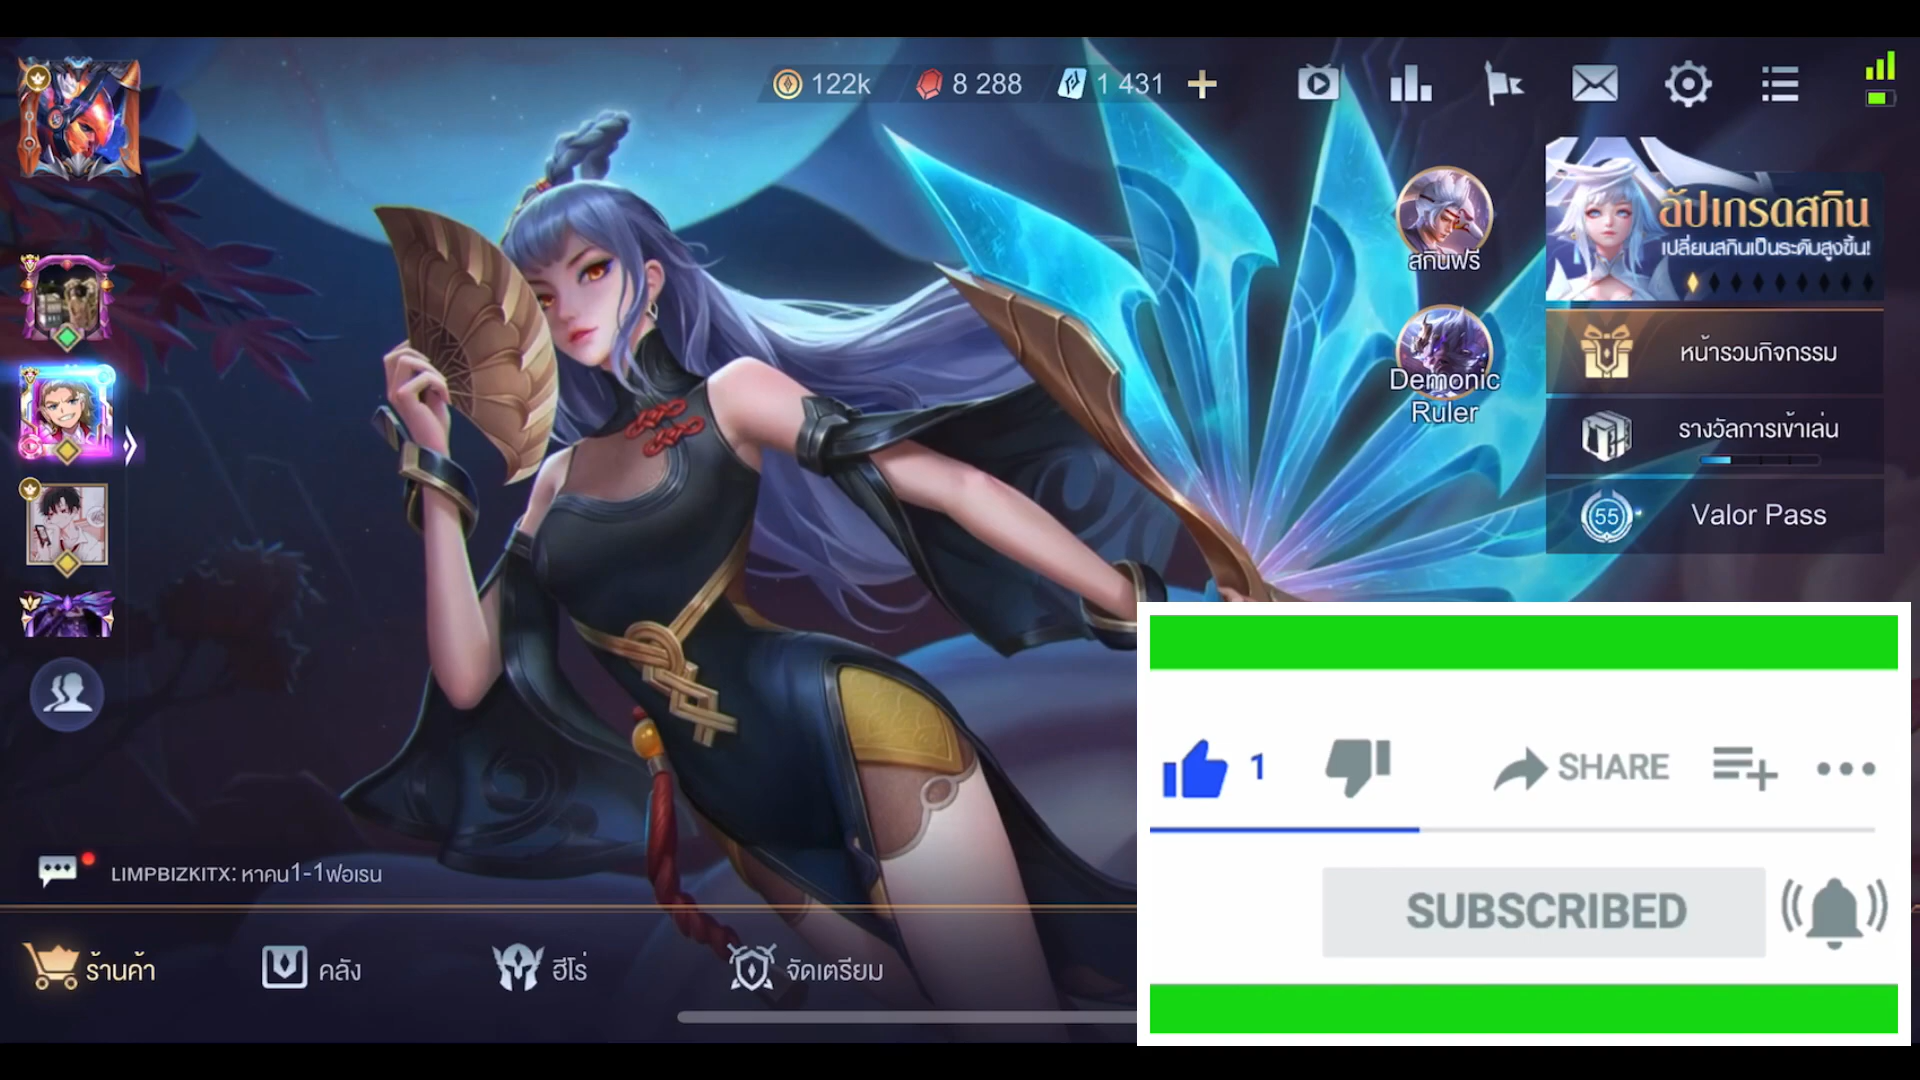 122k
8 288
1 431
สกินฟรี
Demonic
Ruler
อัปเกรดสกิน
เปลี่ยนสกินเป็นระดับสูงขึ้น!
หน้ารวมกิจกรรม
รางวัลการเข้าเล่น
55
Valor Pass
1
SHARE
SUBSCRIBED
LIMPBIZKITX: หาคน1-1ฟอเรน
ร้านค้า
คลัง
ฮีโร่
จัดเตรียม